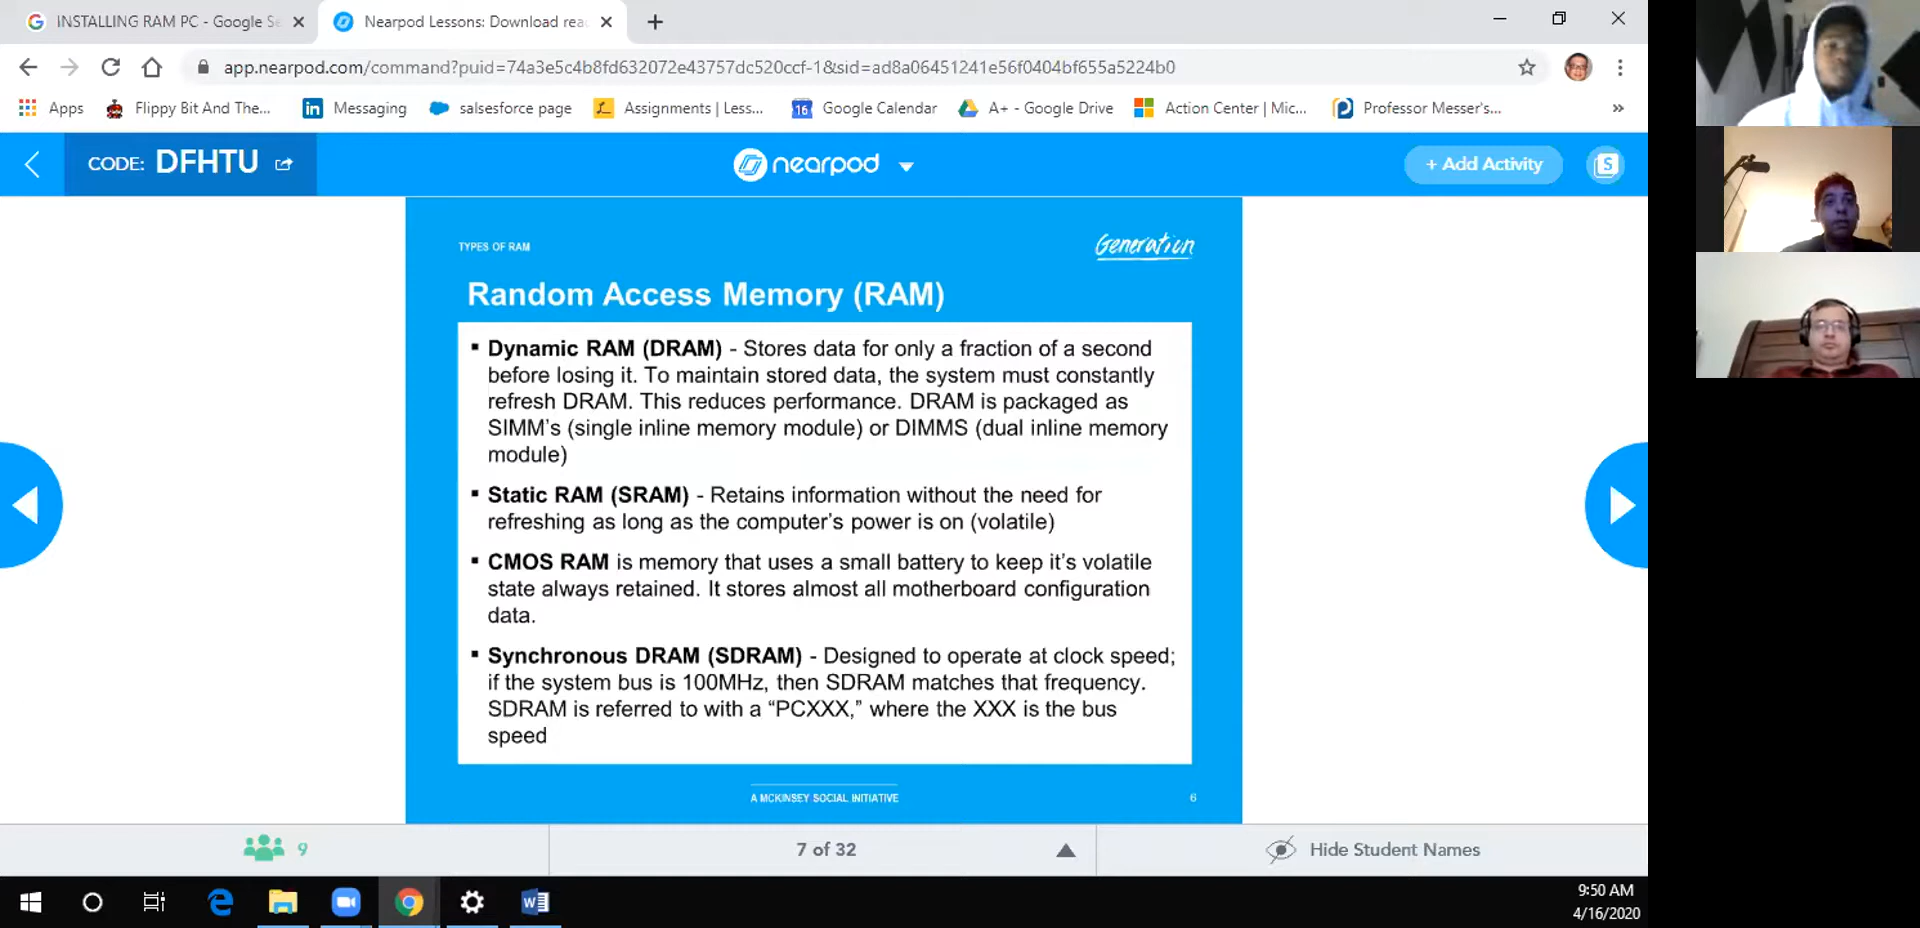 INSTALLING RAM PC - Google Se
Nearpod Lessons: Download rea
app.nearpod.com/command?puid=74a3e5c4b8fd632072e43757dc520ccf-1&sid=ad8a06451241e56f0404bf655a5224b0
Apps
Flippy Bit And The...
in
Messaging
salsesforce page
Assignments | Less...
16
Google Calendar
A+ - Google Drive
Action Center | Mic...
Professor Messer's...
»
CODE: DFHTU
nearpod
+ Add Activity
S
TYPES OF RAM
Generation
Random Access Memory (RAM)
▪ Dynamic RAM (DRAM) - Stores data for only a fraction of a second
before losing it. To maintain stored data, the system must constantly
refresh DRAM. This reduces performance. DRAM is packaged as
SIMM's (single inline memory module) or DIMMS (dual inline memory
module)
▪ Static RAM (SRAM) - Retains information without the need for
refreshing as long as the computer's power is on (volatile)
▪ CMOS RAM is memory that uses a small battery to keep it's volatile
state always retained. It stores almost all motherboard configuration
data.
▪ Synchronous DRAM (SDRAM) - Designed to operate at clock speed;
if the system bus is 100MHz, then SDRAM matches that frequency.
SDRAM is referred to with a “PCXXX,” where the XXX is the bus
speed
A MCKINSEY SOCIAL INITIATIVE
6
9
7 of 32
Hide Student Names
9:50 AM
4/16/2020